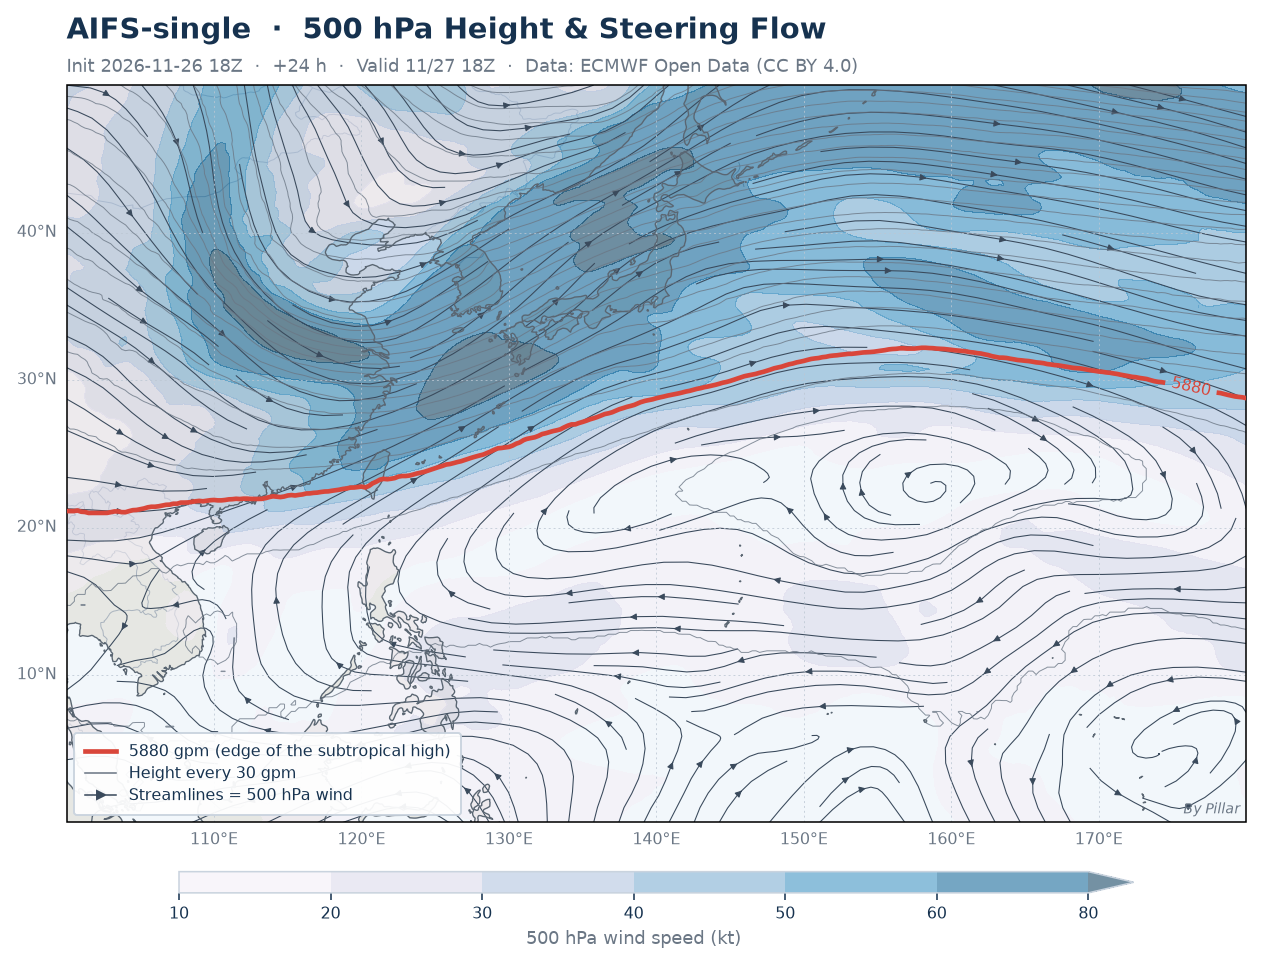 AIFS-single · 500 hPa Height & Steering Flow
Init 2026-11-26 18Z · +24 h · Valid 11/27 18Z · Data: ECMWF Open Data (CC BY 4.0)
40°N
30°N
5880
20°N
10°N
5880 gpm (edge of the subtropical high)
Height every 30 gpm
Streamlines = 500 hPa wind
By Pillar
110°E 120°E 130°E 140°E 150°E 160°E 170°E
10 20 30 40 50 60 80
500 hPa wind speed (kt)